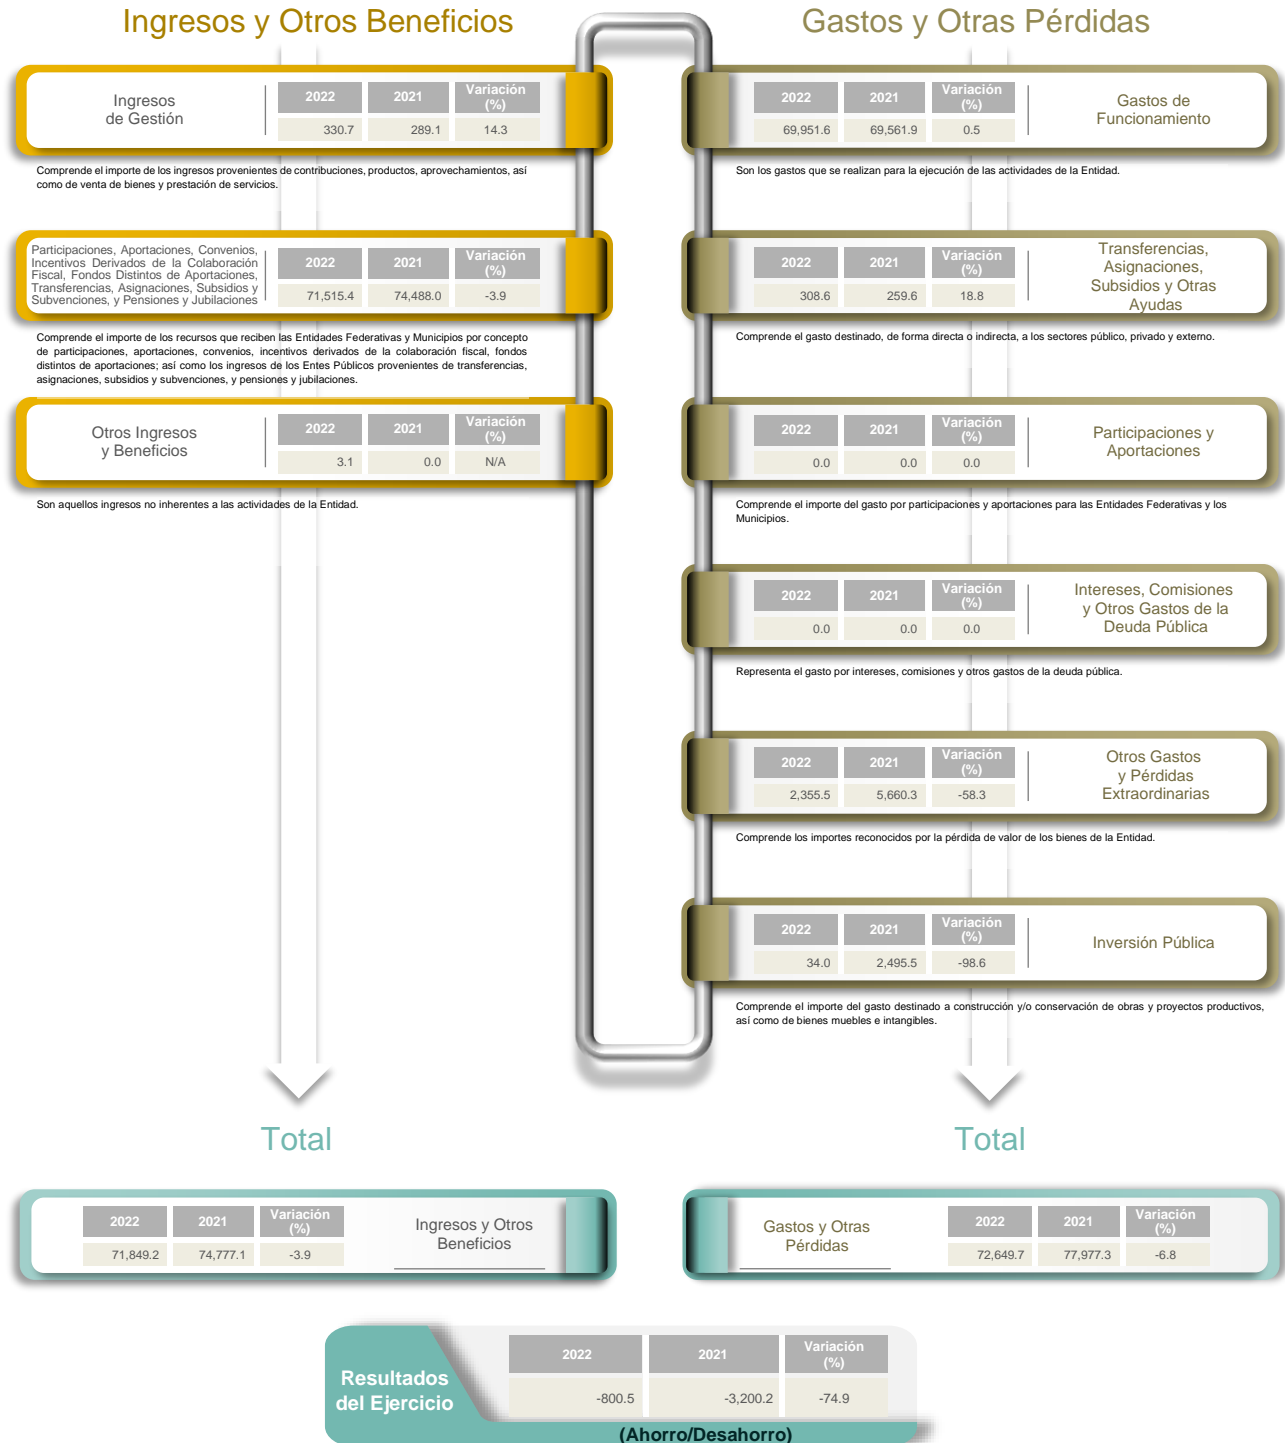 Ingresos y Otros Beneficios
Ingresos
de Gestión
2022 2021 Variación
(%)
330.7 289.1 14.3
Comprende el importe de los ingresos provenientes de contribuciones, productos, aprovechamientos, así
como de venta de bienes y prestación de servicios.
Participaciones, Aportaciones, Convenios,
Incentivos Derivados de la Colaboración
Fiscal, Fondos Distintos de Aportaciones,
Transferencias, Asignaciones, Subsidios y
Subvenciones, y Pensiones y Jubilaciones
2022 2021 Variación
(%)
71,515.4 74,488.0 -3.9
Comprende el importe de los recursos que reciben las Entidades Federativas y Municipios por concepto
de participaciones, aportaciones, convenios, incentivos derivados de la colaboración fiscal, fondos
distintos de aportaciones; así como los ingresos de los Entes Públicos provenientes de transferencias,
asignaciones, subsidios y subvenciones, y pensiones y jubilaciones.
Otros Ingresos
y Beneficios
2022 2021 Variación
(%)
3.1 0.0 N/A
Son aquellos ingresos no inherentes a las actividades de la Entidad.
Gastos y Otras Pérdidas
2022 2021 Variación
(%)
69,951.6 69,561.9 0.5
Gastos de
Funcionamiento
Son los gastos que se realizan para la ejecución de las actividades de la Entidad.
2022 2021 Variación
(%)
308.6 259.6 18.8
Transferencias,
Asignaciones,
Subsidios y Otras
Ayudas
Comprende el gasto destinado, de forma directa o indirecta, a los sectores público, privado y externo.
2022 2021 Variación
(%)
0.0 0.0 0.0
Participaciones y
Aportaciones
Comprende el importe del gasto por participaciones y aportaciones para las Entidades Federativas y los
Municipios.
2022 2021 Variación
(%)
0.0 0.0 0.0
Intereses, Comisiones
y Otros Gastos de la
Deuda Pública
Representa el gasto por intereses, comisiones y otros gastos de la deuda pública.
2022 2021 Variación
(%)
2,355.5 5,660.3 -58.3
Otros Gastos
y Pérdidas
Extraordinarias
Comprende los importes reconocidos por la pérdida de valor de los bienes de la Entidad.
2022 2021 Variación
(%)
34.0 2,495.5 -98.6
Inversión Pública
Comprende el importe del gasto destinado a construcción y/o conservación de obras y proyectos productivos,
así como de bienes muebles e intangibles.
Total
2022 2021 Variación
(%)
71,849.2 74,777.1 -3.9
Ingresos y Otros
Beneficios
Total
Gastos y Otras
Pérdidas
2022 2021 Variación
(%)
72,649.7 77,977.3 -6.8
Resultados
del Ejercicio
2022 2021 Variación
(%)
-800.5 -3,200.2 -74.9
(Ahorro/Desahorro)